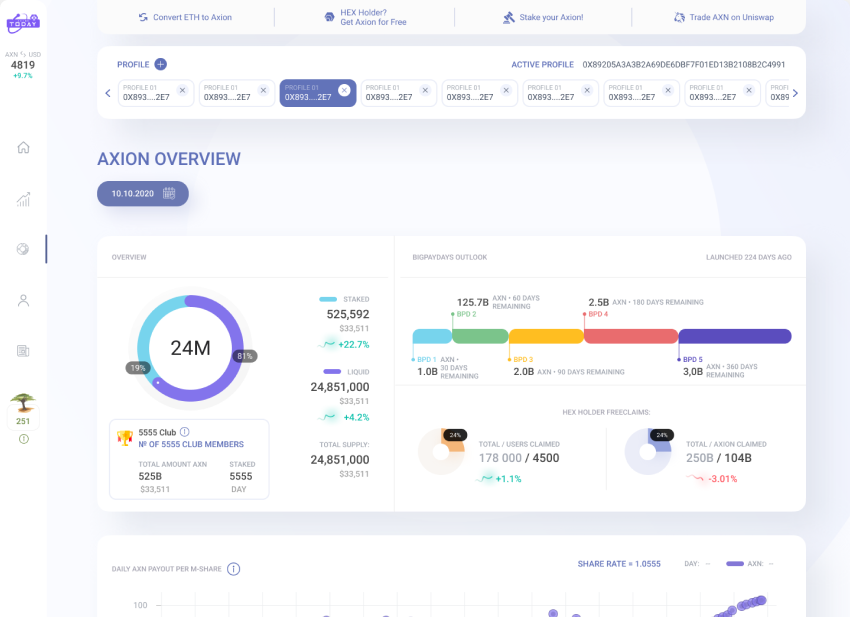 TODAY
AXN ↔ USD
4819
+9.7%
251
Convert ETH to Axion
HEX Holder?
Get Axion for Free
Stake your Axion!
Trade AXN on Uniswap
PROFILE
ACTIVE PROFILE 0X89205A3A3B2A69DE6DBF7F01ED13B2108B2C4991
PROFILE 01
0X893....2E7
PROFILE 01
0X893....2E7
PROFILE 01
0X893....2E7
PROFILE 01
0X893....2E7
PROFILE 01
0X893....2E7
PROFILE 01
0X893....2E7
PROFILE 01
0X893....2E7
PROFILE 01
0X893....2E7
PROFI
0X89
AXION OVERVIEW
10.10.2020
OVERVIEW
24M
19%
81%
STAKED
525,592
$33,511
+22.7%
LIQUID
24,851,000
$33,511
+4.2%
TOTAL SUPPLY:
24,851,000
$33,511
5555 Club
Nº OF 5555 CLUB MEMBERS
TOTAL AMOUNT AXN
525B
$33,511
STAKED
5555
DAY
BIGPAYDAYS OUTLOOK
LAUNCHED 224 DAYS AGO
125.7B AXN • 60 DAYS
REMAINING
BPD 2
2.5B AXN • 180 DAYS REMAINING
BPD 4
BPD 1
1.0B
AXN •
30 DAYS
REMAINING
BPD 3
2.0B AXN • 90 DAYS REMAINING
BPD 5
3,0B
AXN • 360 DAYS
REMAINING
HEX HOLDER FREECLAIMS:
24%
TOTAL / USERS CLAIMED
178 000 / 4500
+1.1%
24%
TOTAL / AXION CLAIMED
250B / 104B
-3.01%
DAILY AXN PAYOUT PER M-SHARE
SHARE RATE = 1.0555
DAY: –
AXN: –
100